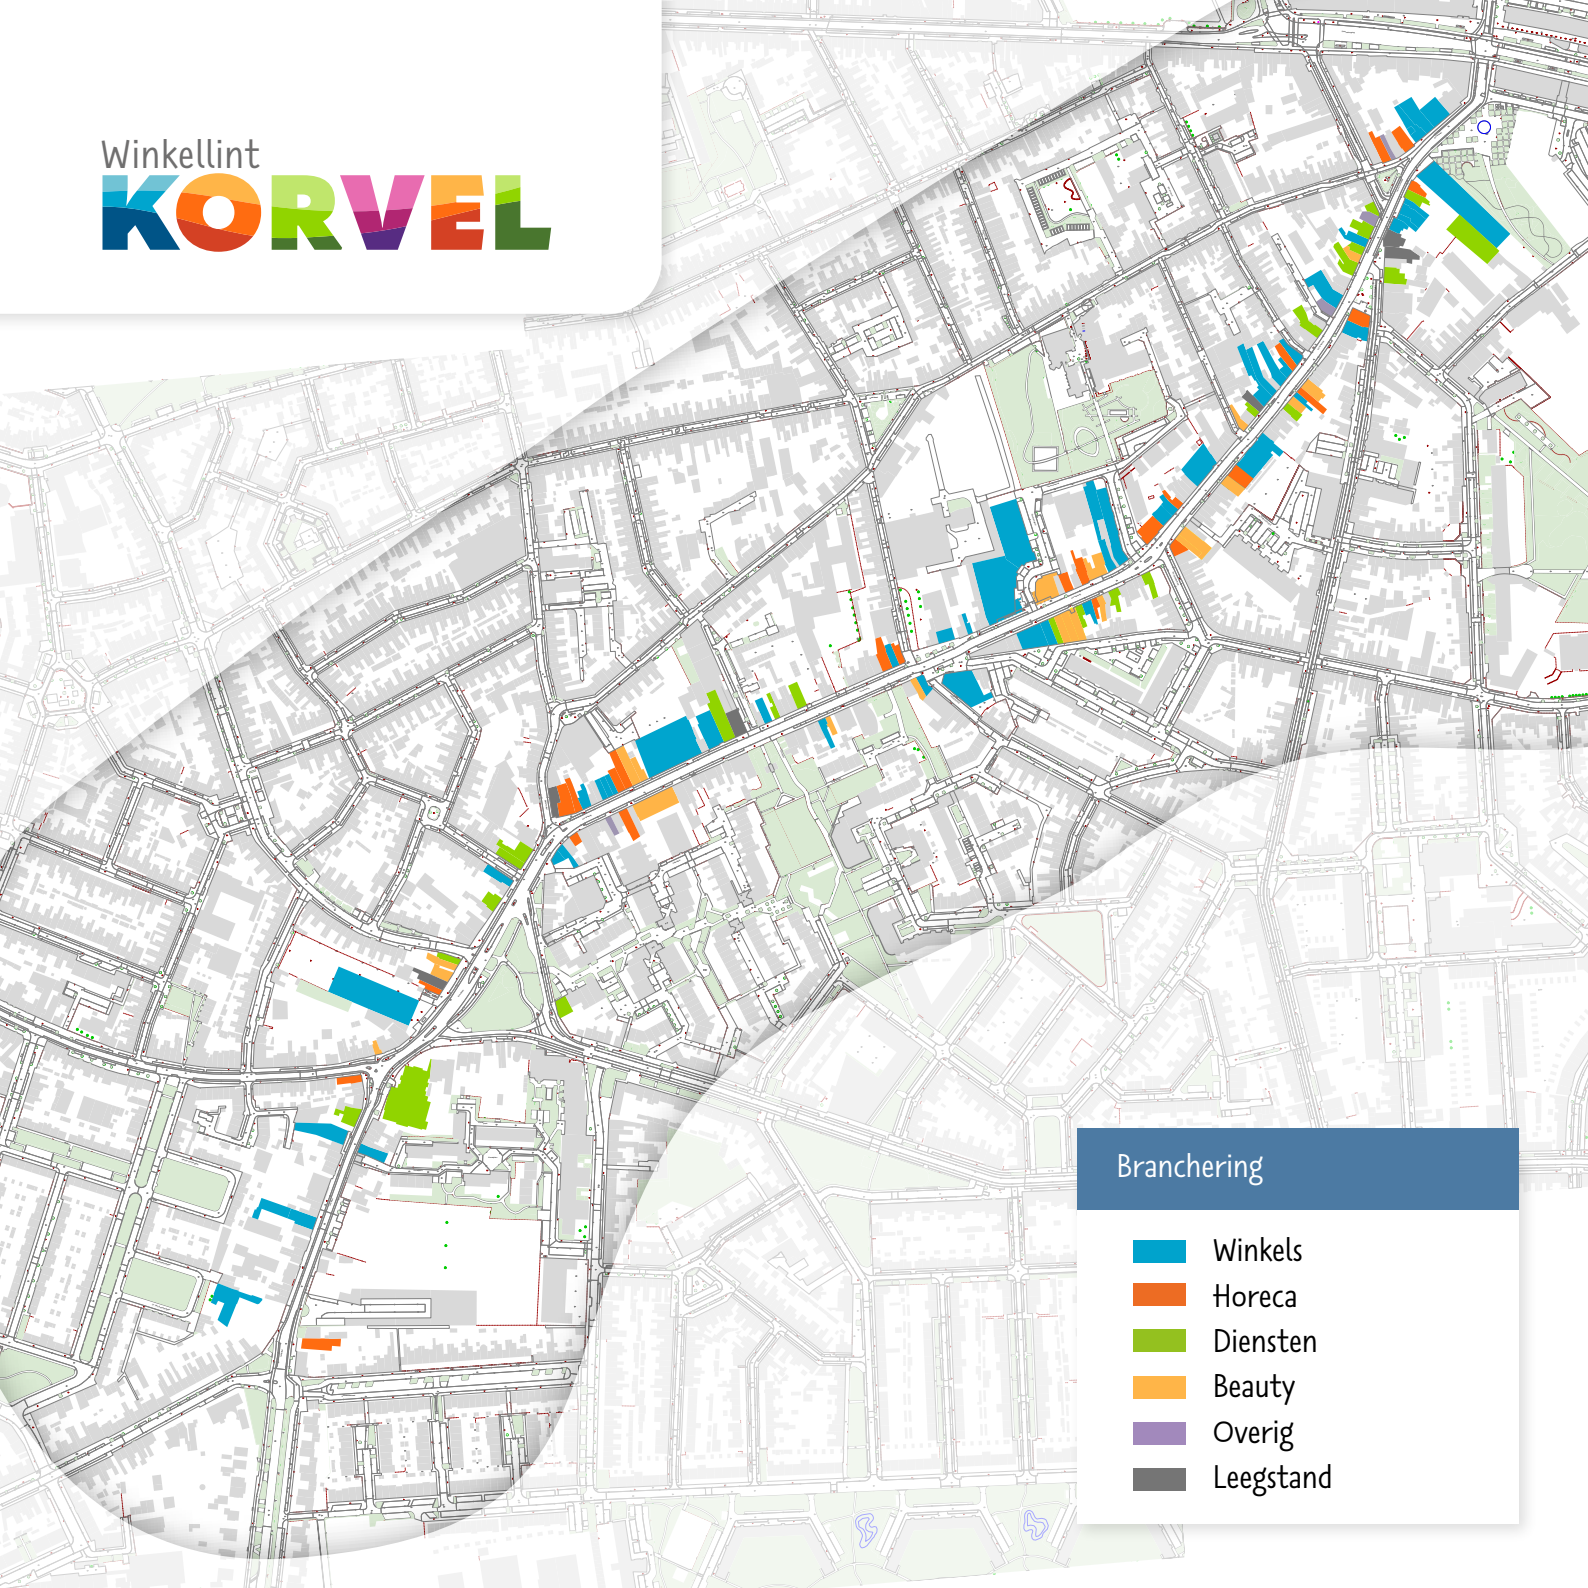 Winkellint
KORVEL
Branchering
Winkels
Horeca
Diensten
Beauty
Overig
Leegstand